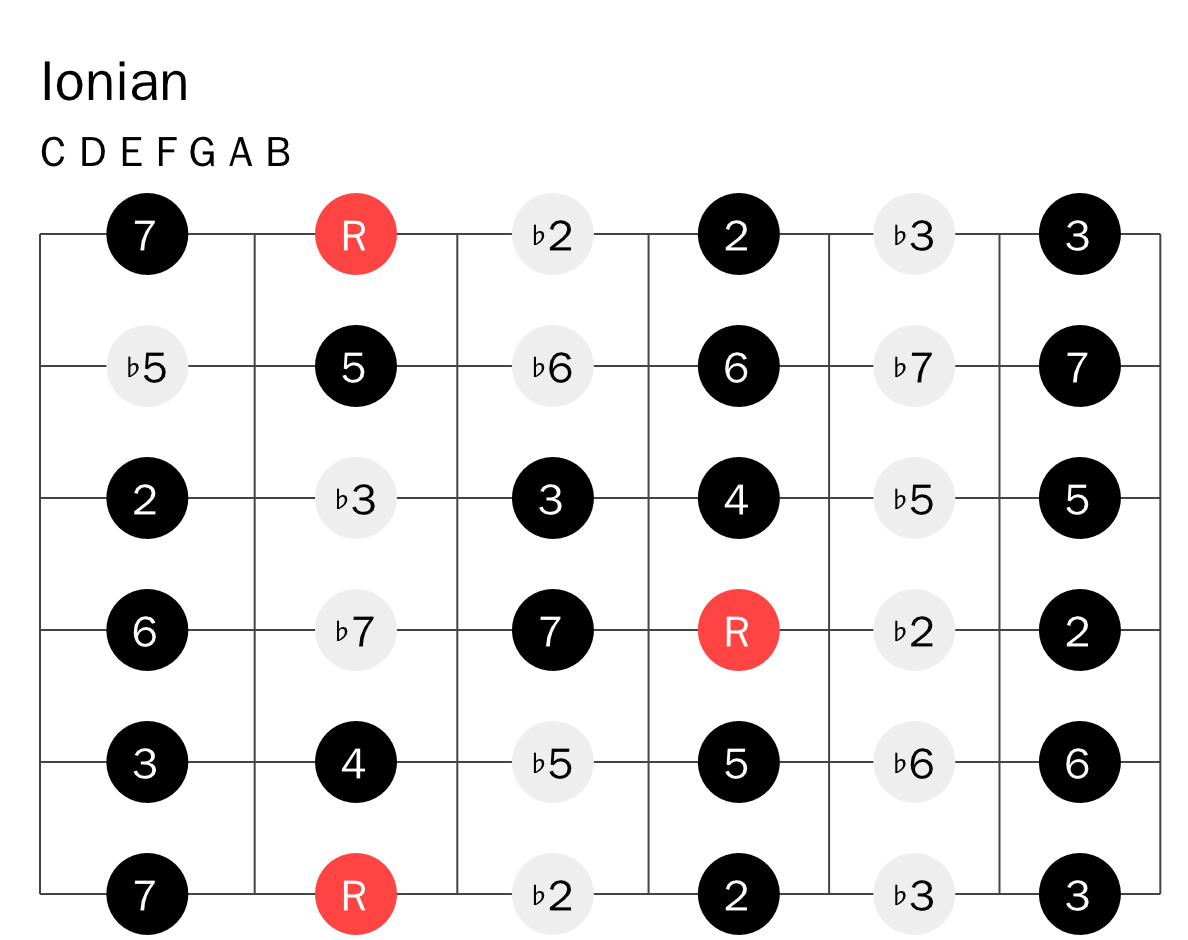 Ionian
C D E F G A B
7 R ♭2 2 ♭3 3
♭5 5 ♭6 6 ♭7 7
2 ♭3 3 4 ♭5 5
6 ♭7 7 R ♭2 2
3 4 ♭5 5 ♭6 6
7 R ♭2 2 ♭3 3